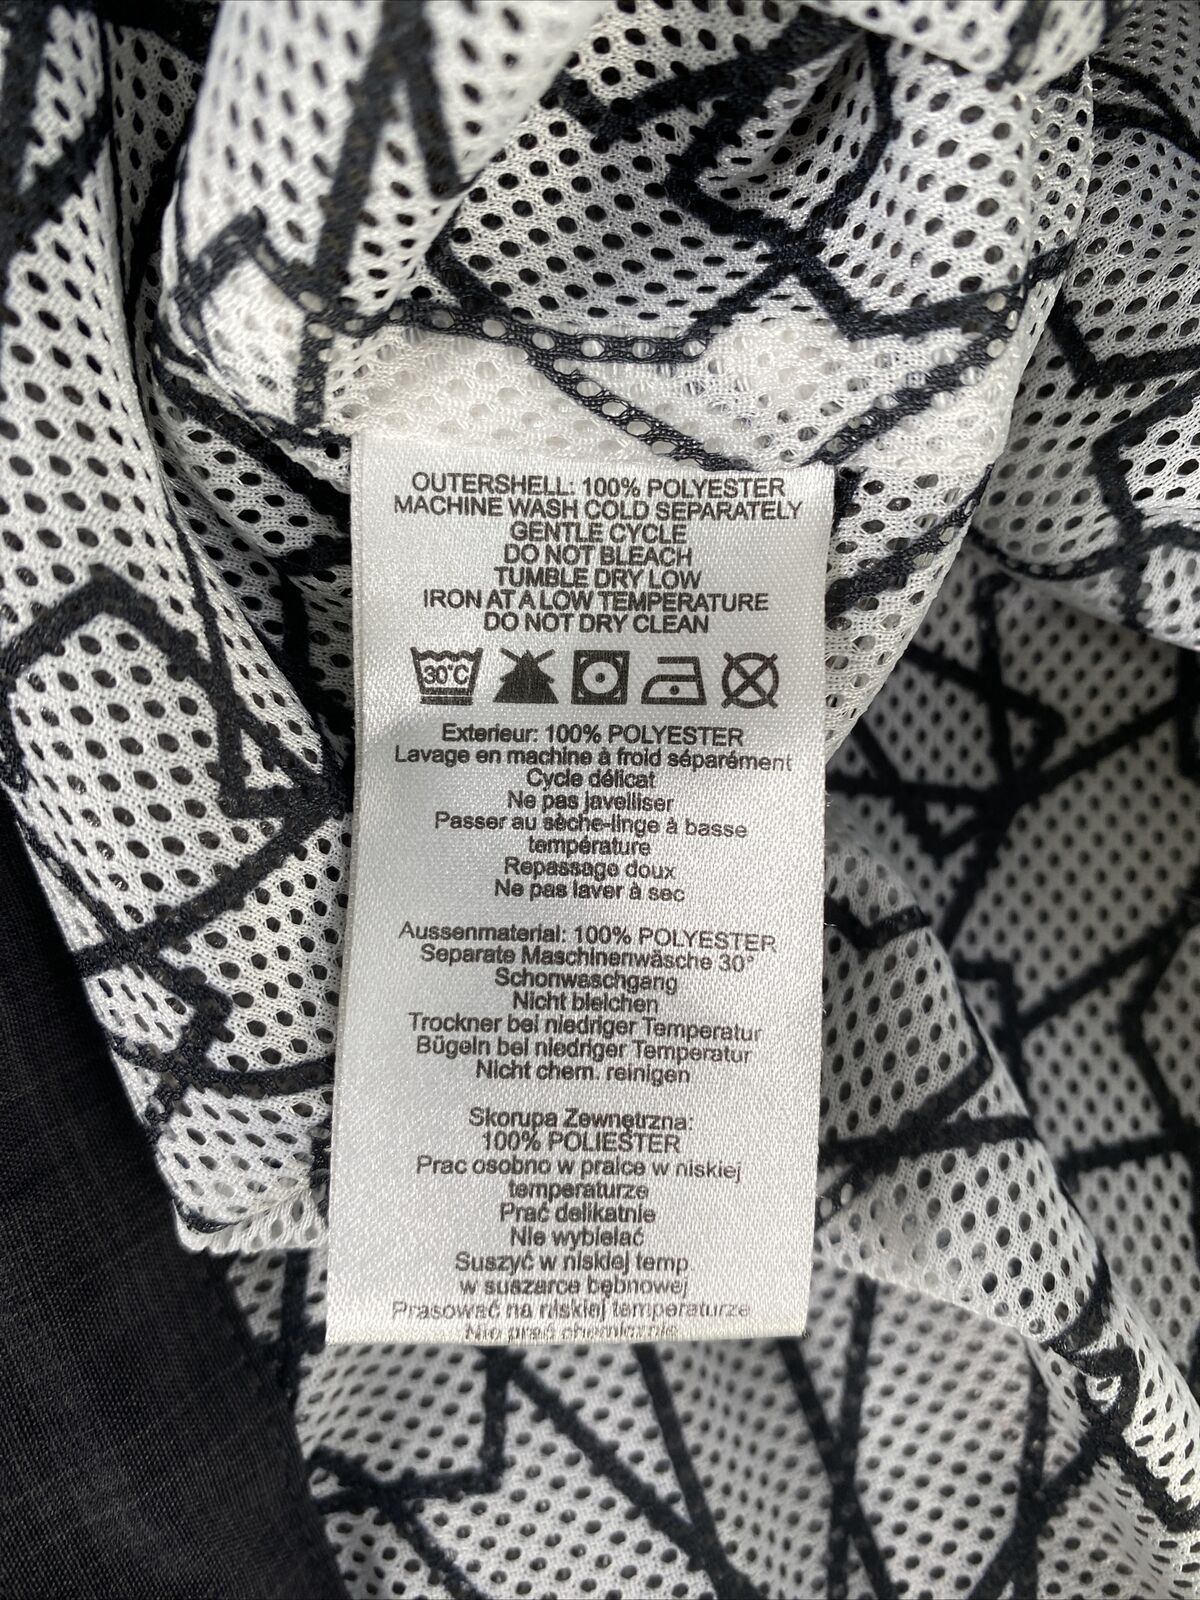 OUTERSHELL: 100% POLYESTER
MACHINE WASH COLD SEPARATELY
GENTLE CYCLE
DO NOT BLEACH
TUMBLE DRY LOW
IRON AT A LOW TEMPERATURE
DO NOT DRY CLEAN
30°C
Exterieur: 100% POLYESTER
Lavage en machine à froid séparément
Cycle délicat
Ne pas javelliser
Passer au sèche-linge à basse
température
Repassage doux
Ne pas laver à sec
Aussenmaterial: 100% POLYESTER
Separate Maschinenwäsche 30°
Schonwaschgang
Nicht bleichen
Trockner bei niedriger Temperatur
Bügeln bei niedriger Temperatur
Nicht chem. reinigen
Skorupa Zewnętrzna:
100% POLIESTER
Prac osobno w pralce w niskiej
temperaturze
Prać delikatnie
Nie wybielać
Suszyć w niskiej temp
w suszarce bębnowej
Prasować na niskiej temperaturze
Nie prać chemicznie